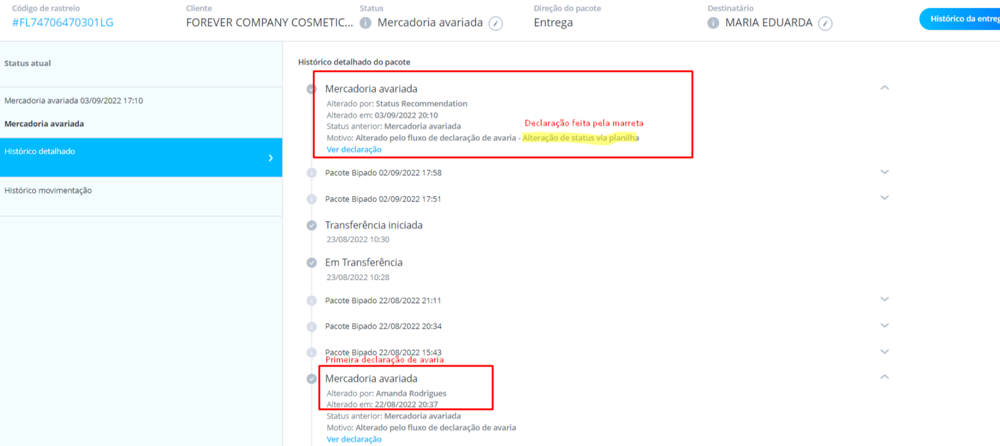 Código de rastreio
#FL74706470301LG
Cliente
FOREVER COMPANY COSMETIC...
Status
Mercadoria avariada
Direção do pacote
Entrega
Destinatário
MARIA EDUARDA
Histórico da entreg
Status atual
Mercadoria avariada 03/09/2022 17:10
Mercadoria avariada
Histórico detalhado
Histórico movimentação
Histórico detalhado do pacote
Mercadoria avariada
Alterado por: Status Recommendation
Alterado em: 03/09/2022 20:10
Status anterior: Mercadoria avariada
Declaração feita pela marreta
Motivo: Alterado pelo fluxo de declaração de avaria - Alteração de status via planilha
Ver declaração
Pacote Bipado 02/09/2022 17:58
Pacote Bipado 02/09/2022 17:51
Transferência iniciada
23/08/2022 10:30
Em Transferência
23/08/2022 10:28
Pacote Bipado 22/08/2022 21:11
Pacote Bipado 22/08/2022 20:34
Pacote Bipado 22/08/2022 15:43
Primeira declaração de avaria
Mercadoria avariada
Alterado por: Amanda Rodrigues
Alterado em: 22/08/2022 20:37
Status anterior: Mercadoria avariada
Motivo: Alterado pelo fluxo de declaração de avaria
Ver declaração